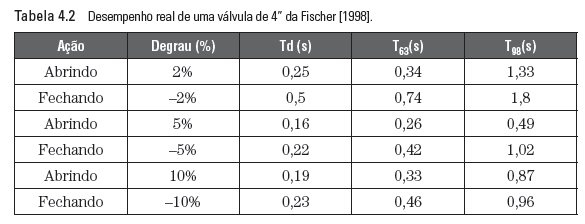 Tabela 4.2 Desempenho real de uma válvula de 4” da Fischer [1998].
Ação Degrau (%) Td (s) T63(s) T98(s)
Abrindo 2% 0,25 0,34 1,33
Fechando –2% 0,5 0,74 1,8
Abrindo 5% 0,16 0,26 0,49
Fechando –5% 0,22 0,42 1,02
Abrindo 10% 0,19 0,33 0,87
Fechando –10% 0,23 0,46 0,96